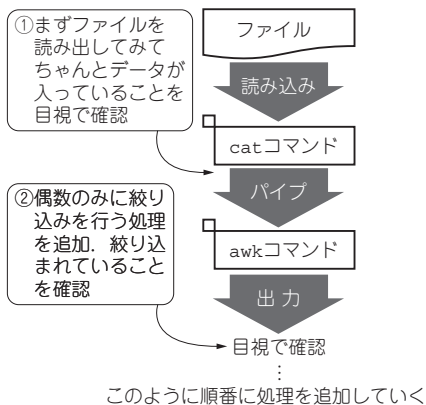 ①まずファイルを
読み出してみて
ちゃんとデータが
入っていることを
目視で確認
ファイル
読み込み
catコマンド
パイプ
②偶数のみに絞り
込みを行う処理
を追加．絞り込
まれていること
を確認
awkコマンド
出 力
目視で確認
⋮
このように順番に処理を追加していく